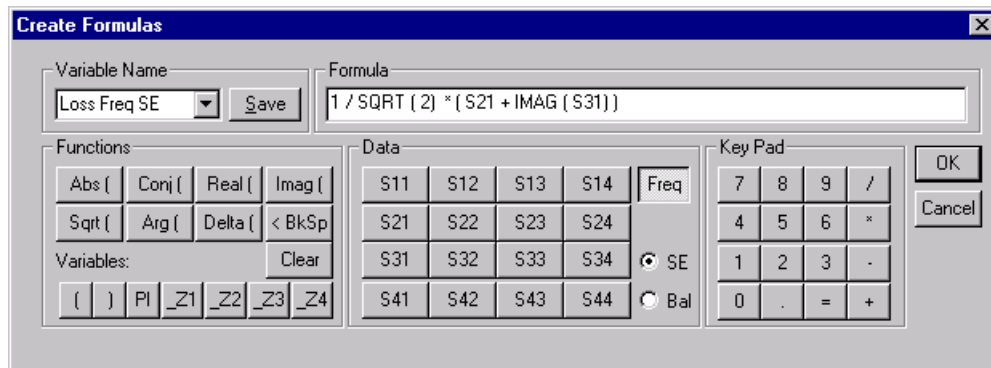 Create Formulas
Variable Name
Formula
Loss Freq SE
Save
1 / SQRT ( 2) * ( S21 + IMAG ( S31) )
Functions
Data
Key Pad
Abs ( Conj ( Real ( Imag (
S11 S12 S13 S14 Freq
7 8 9 /
OK
Sqrt ( Arg ( Delta ( < BkSp
S21 S22 S23 S24
4 5 6 *
Cancel
Variables: Clear
S31 S32 S33 S34 SE
1 2 3 -
( ) PI _Z1 _Z2 _Z3 _Z4
S41 S42 S43 S44 Bal
0 . = +